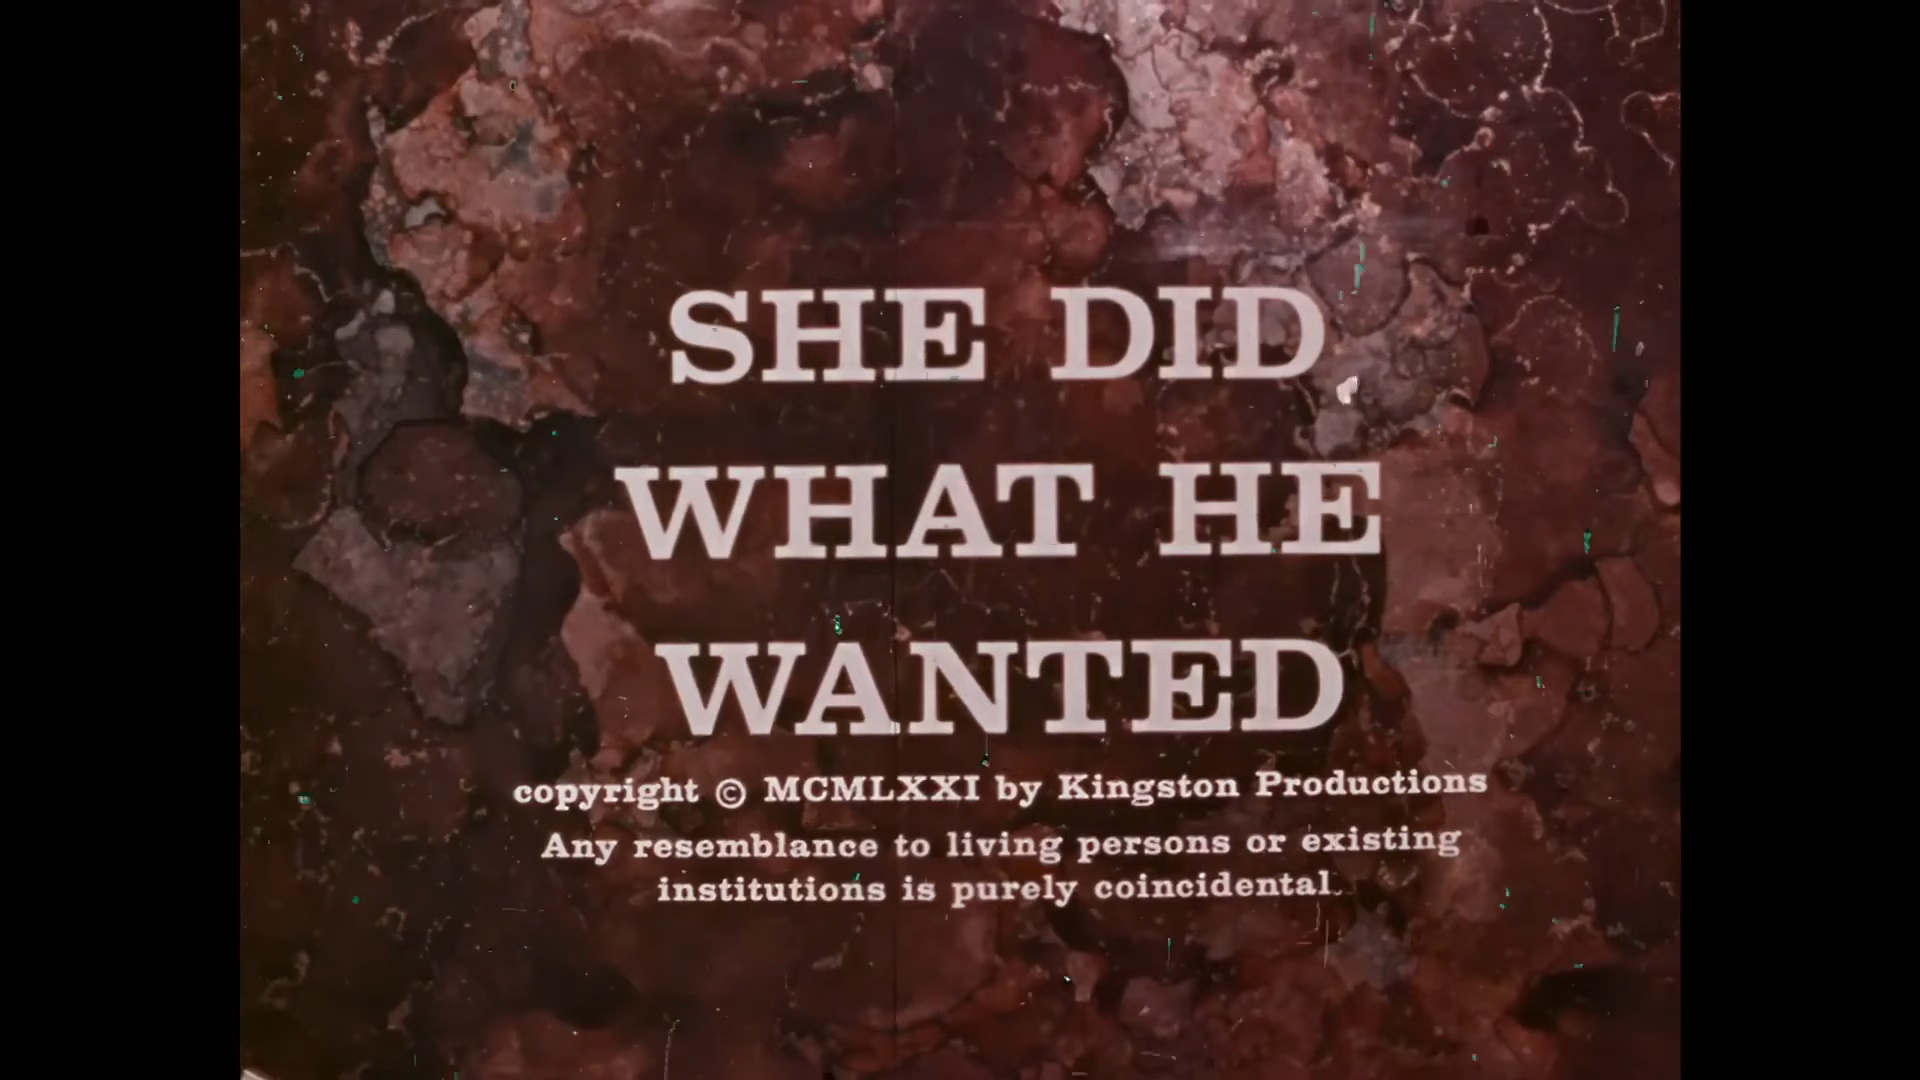 SHE DID
WHAT HE
WANTED
copyright © MCMLXXI by Kingston Productions
Any resemblance to living persons or existing
institutions is purely coincidental.